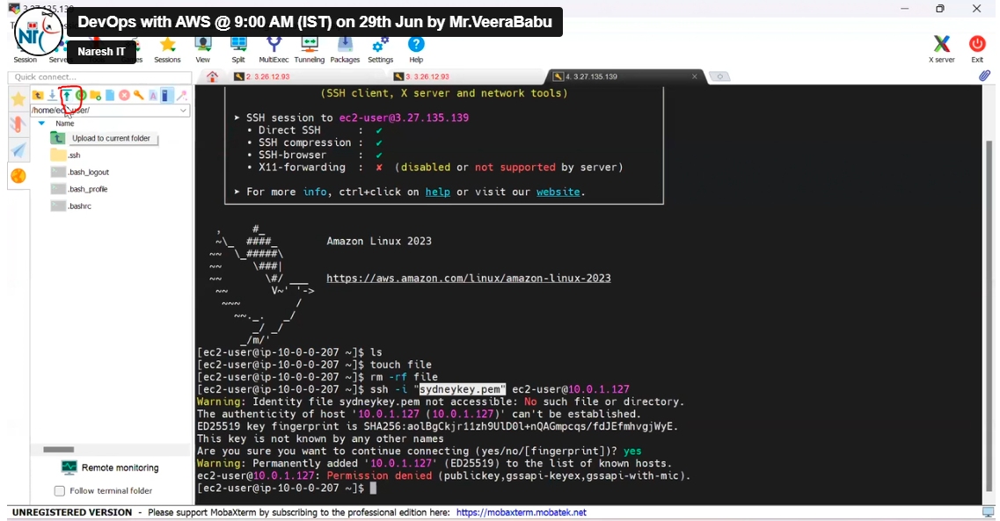 3.27.135.139
DevOps with AWS @ 9:00 AM (IST) on 29th Jun by Mr.VeeraBabu
Naresh IT
Session
Sessions
View
Split
MultiExec
Tunneling
Packages
Settings
Help
X server
Exit
Quick connect...
2. 3.26.12.93
3. 3.26.12.93
4. 3.27.135.139
/home/ec2-user/
Name
Upload to current folder
.ssh
.bash_logout
.bash_profile
.bashrc
Remote monitoring
Follow terminal folder
(SSH client, X server and network tools)
➤ SSH session to ec2-user@3.27.135.139
• Direct SSH : ✔
• SSH compression : ✔
• SSH-browser : ✔
• X11-forwarding : ✘ (disabled or not supported by server)
➤ For more info, ctrl+click on help or visit our website.
, #_
~\_ ####_ Amazon Linux 2023
~~ \_#####\
~~ \###|
~~ \#/ ___ https://aws.amazon.com/linux/amazon-linux-2023
~~ V~' '->
~~~ /
~~._. _/
_/ _/
_/m/'
[ec2-user@ip-10-0-0-207 ~]$ ls
[ec2-user@ip-10-0-0-207 ~]$ touch file
[ec2-user@ip-10-0-0-207 ~]$ rm -rf file
[ec2-user@ip-10-0-0-207 ~]$ ssh -i "sydneykey.pem" ec2-user@10.0.1.127
Warning: Identity file sydneykey.pem not accessible: No such file or directory.
The authenticity of host '10.0.1.127 (10.0.1.127)' can't be established.
ED25519 key fingerprint is SHA256:aolBgCkjr11zh9UlD0l+nQAGmpcqs/fdJEfmhvgjWyE.
This key is not known by any other names
Are you sure you want to continue connecting (yes/no/[fingerprint])? yes
Warning: Permanently added '10.0.1.127' (ED25519) to the list of known hosts.
ec2-user@10.0.1.127: Permission denied (publickey,gssapi-keyex,gssapi-with-mic).
[ec2-user@ip-10-0-0-207 ~]$
UNREGISTERED VERSION - Please support MobaXterm by subscribing to the professional edition here: https://mobaxterm.mobatek.net